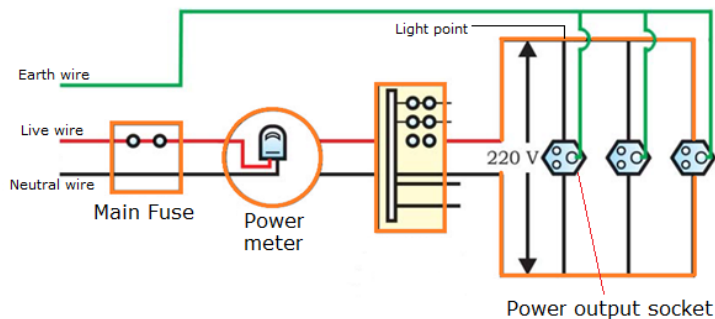 Light point
Earth wire
Live wire
220 V
Neutral wire
Main Fuse
Power
meter
Power output socket